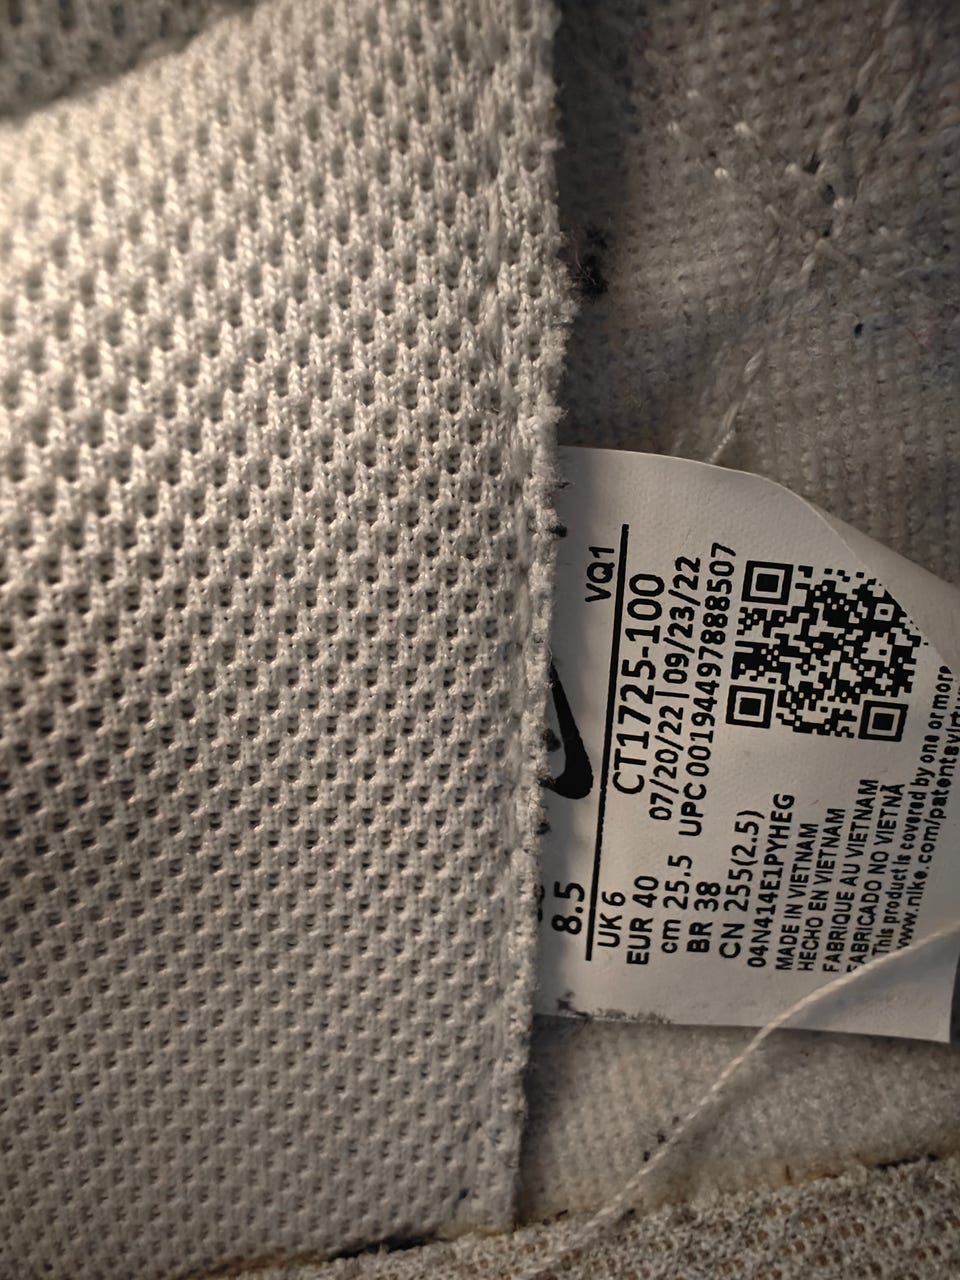 VQ1
8.5
UK 6
EUR 40
cm 25.5
BR 38
CN 255(2.5)
CT1725-100
07/20/22 | 09/23/22
UPC 00194497888507
04N414E1PYHEG
MADE IN VIETNAM
HECHO EN VIETNAM
FABRIQUE AU VIETNAM
FABRICADO NO VIETNÃ
This product is covered by one or more
www.nike.com/patents